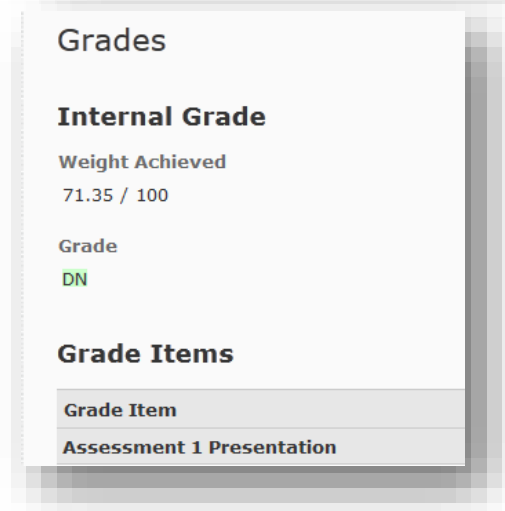 Grades
Internal Grade
Weight Achieved
71.35 / 100
Grade
DN
Grade Items
Grade Item
Assessment 1 Presentation